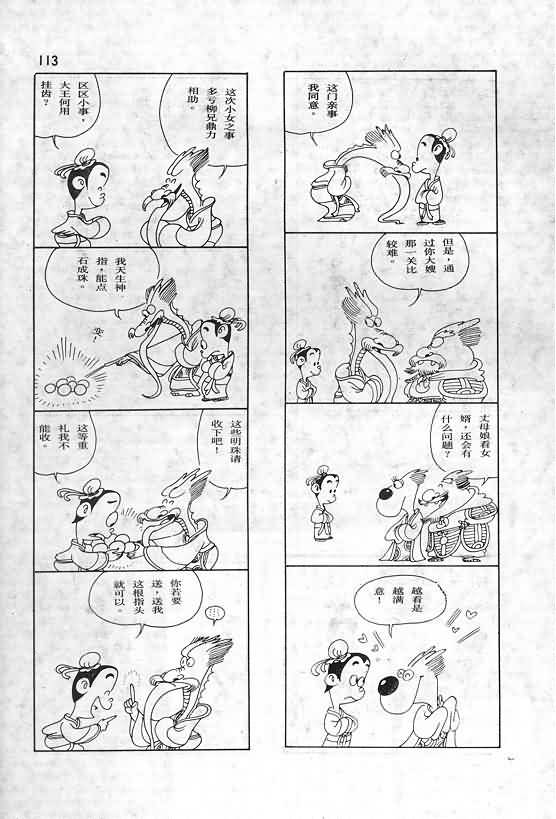 113
这门亲事
我同意。
但是，通
过你大嫂
那一关比
较难。
丈母娘看女
婿，还会有
什么问题？
越看是
越满
意！
这次小女之事
多亏柳兄鼎力
相助。
区区小事，
大王何用
挂齿？
我天生神
指，能点
石成珠。
变！
这些明珠请
收下吧！
这等重
礼我不
能收。
你若要
送，送我
这根指头
就可以。